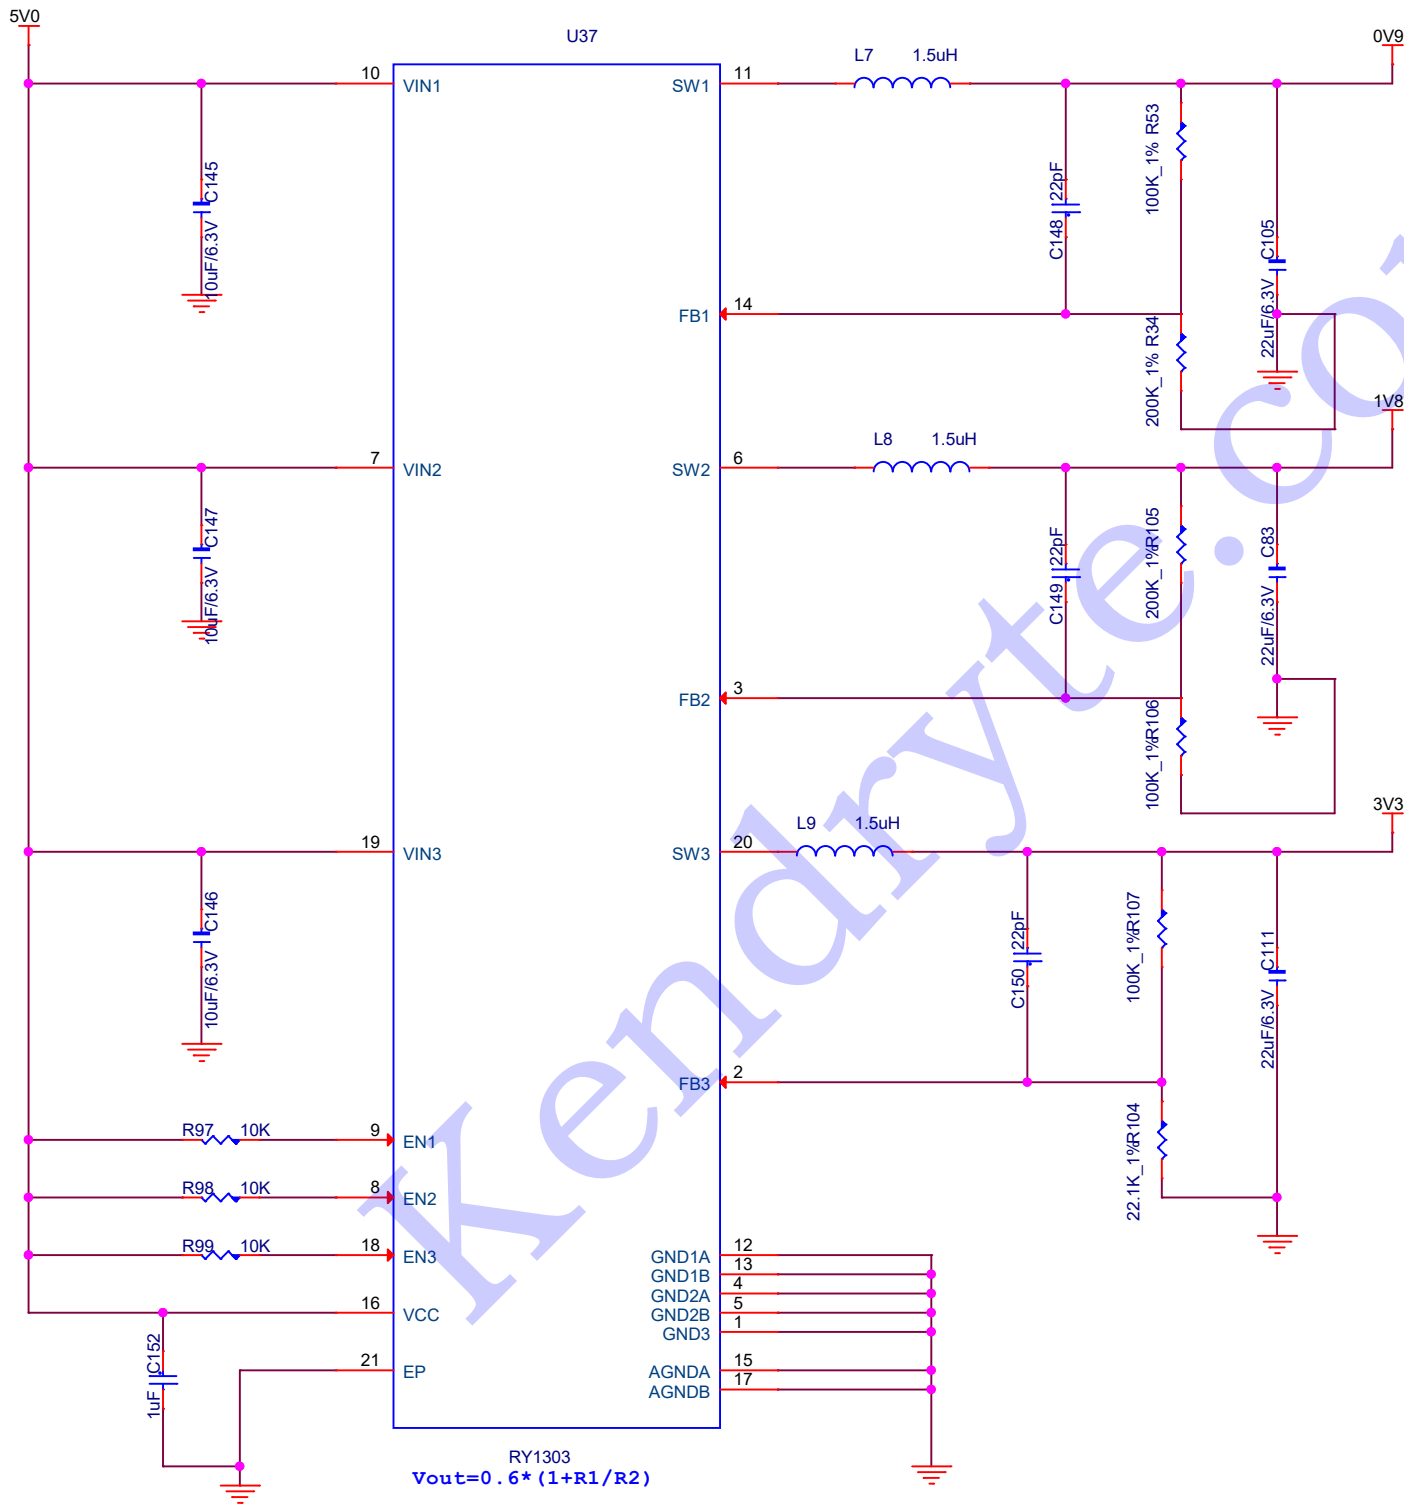 5V0
U37
L7 1.5uH
0V9
10
VIN1
SW1
11
C145
10uF/6.3V
22pF
C148
100K_1% R53
C105
22uF/6.3V
FB1
14
200K_1% R34
1V8
L8 1.5uH
7
VIN2
SW2
6
C147
10uF/6.3V
22pF
C149
200K_1%R105
C83
22uF/6.3V
FB2
3
100K_1%R106
3V3
L9 1.5uH
19
VIN3
SW3
20
C146
10uF/6.3V
22pF
C150
100K_1%R107
C111
22uF/6.3V
FB3
2
22.1K_1%R104
R97 10K
9
EN1
R98 10K
8
EN2
R99 10K
18
EN3
GND1A
12
GND1B
13
GND2A
4
GND2B
5
GND3
1
16
VCC
C152
1uF
21
EP
AGNDA
15
AGNDB
17
RY1303
Vout=0.6*(1+R1/R2)
Kendryte.co